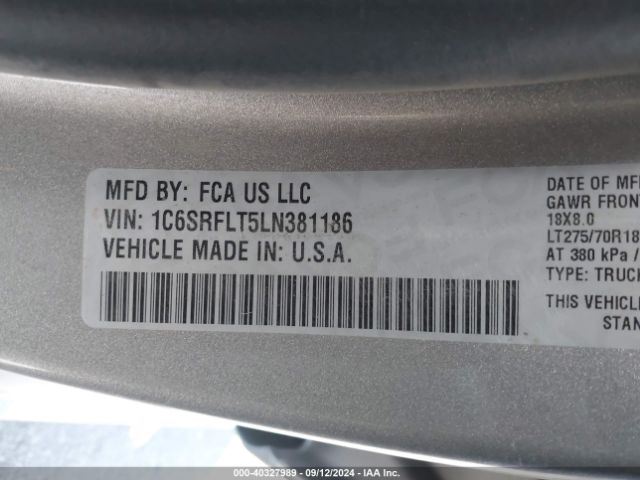 MFD BY: FCA US LLC
VIN: 1C6SRFLT5LN381186
VEHICLE MADE IN: U.S.A.
DATE OF MF
GAWR FRONT
18X8.0
LT275/70R18
AT 380 kPa /
TYPE: TRUCK
THIS VEHICLE
STAN
000-40327989 - 09/12/2024 - IAA Inc.